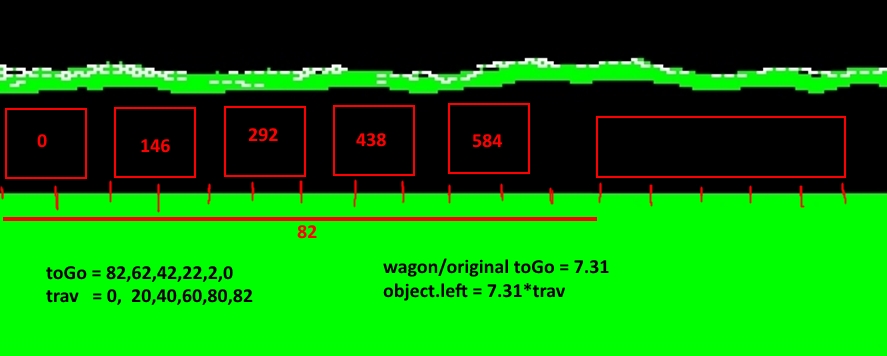 0
146
292
438
584
82
toGo = 82,62,42,22,2,0
trav = 0, 20,40,60,80,82
wagon/original toGo = 7.31
object.left = 7.31*trav